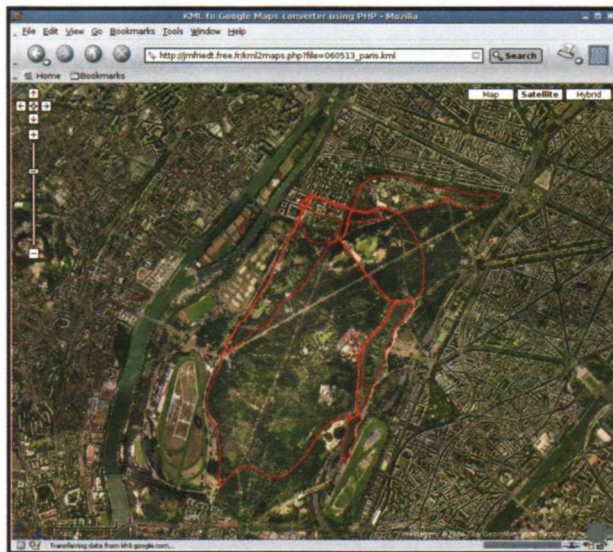 KML to Google Maps converter using PHP - Mozilla
File Edit View Go Bookmarks Tools Window Help
http://jmfriedt.free.fr/kml2maps.php?file=060513_paris.kml
Search
Home Bookmarks
Map Satellite Hybrid
Transferring data from kh3.google.com...